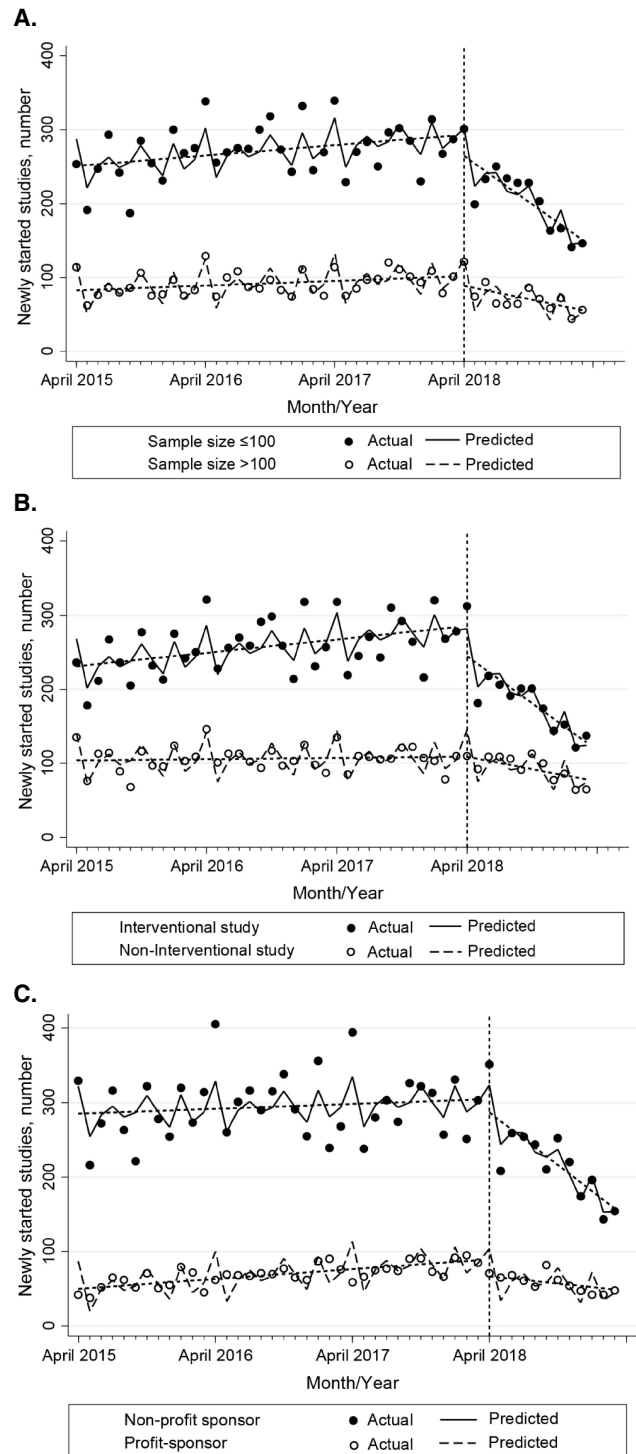 A.
Newly started studies, number
400
300
200
100
0
April 2015 April 2016 April 2017 April 2018
Month/Year
Sample size ≤100 Actual Predicted
Sample size >100 Actual Predicted
B.
Newly started studies, number
400
300
200
100
0
April 2015 April 2016 April 2017 April 2018
Month/Year
Interventional study Actual Predicted
Non-Interventional study Actual Predicted
C.
Newly started studies, number
400
300
200
100
0
April 2015 April 2016 April 2017 April 2018
Month/Year
Non-profit sponsor Actual Predicted
Profit-sponsor Actual Predicted